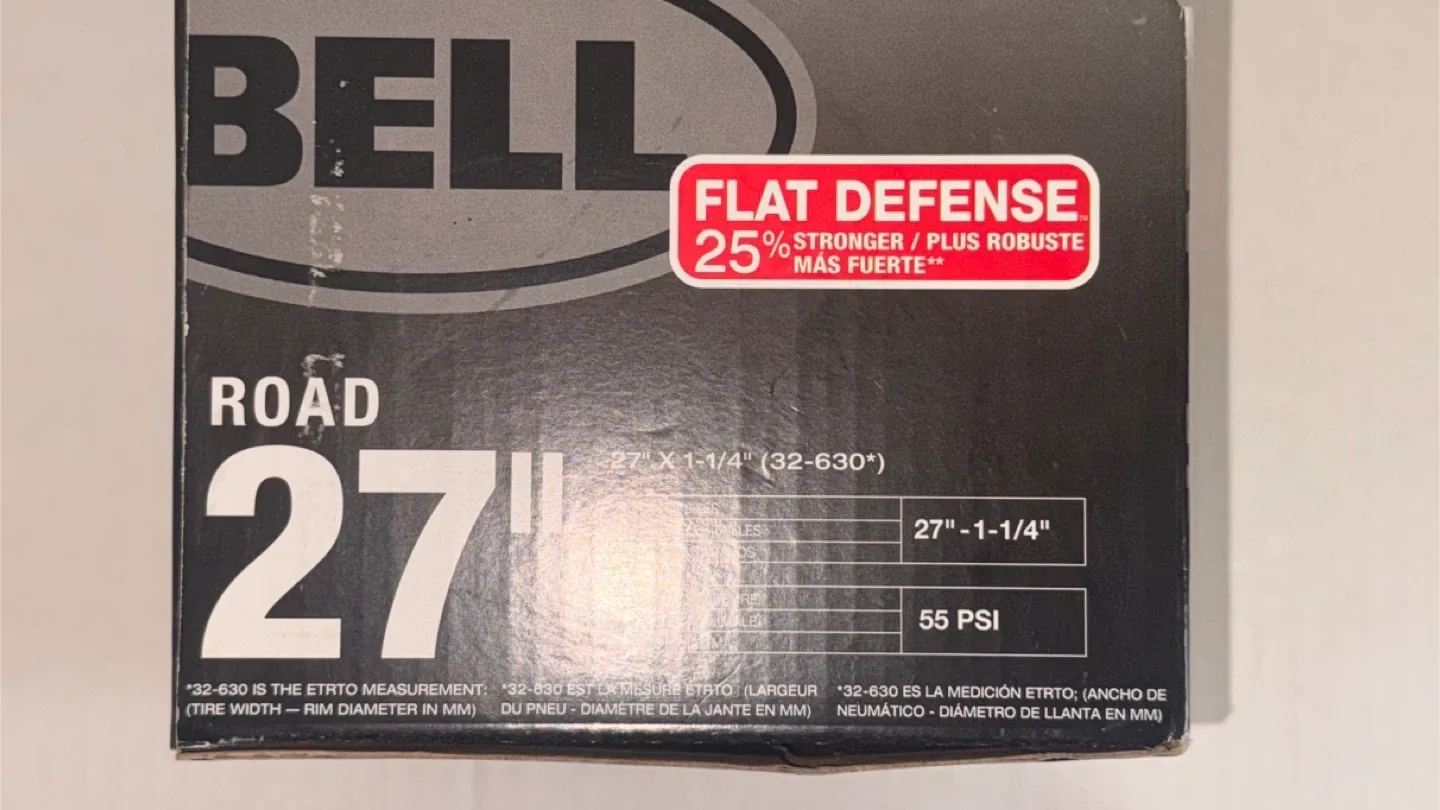 BELL
FLAT DEFENSE™
25% STRONGER / PLUS ROBUSTE
MÁS FUERTE**
ROAD
27"
27" X 1-1/4" (32-630*)
27" - 1-1/4"
55 PSI
*32-630 IS THE ETRTO MEASUREMENT;
(TIRE WIDTH — RIM DIAMETER IN MM)
*32-630 EST LA MESURE ETRTO; (LARGEUR
DU PNEU - DIAMÈTRE DE LA JANTE EN MM)
*32-630 ES LA MEDICIÓN ETRTO; (ANCHO DE
NEUMÁTICO - DIÁMETRO DE LLANTA EN MM)